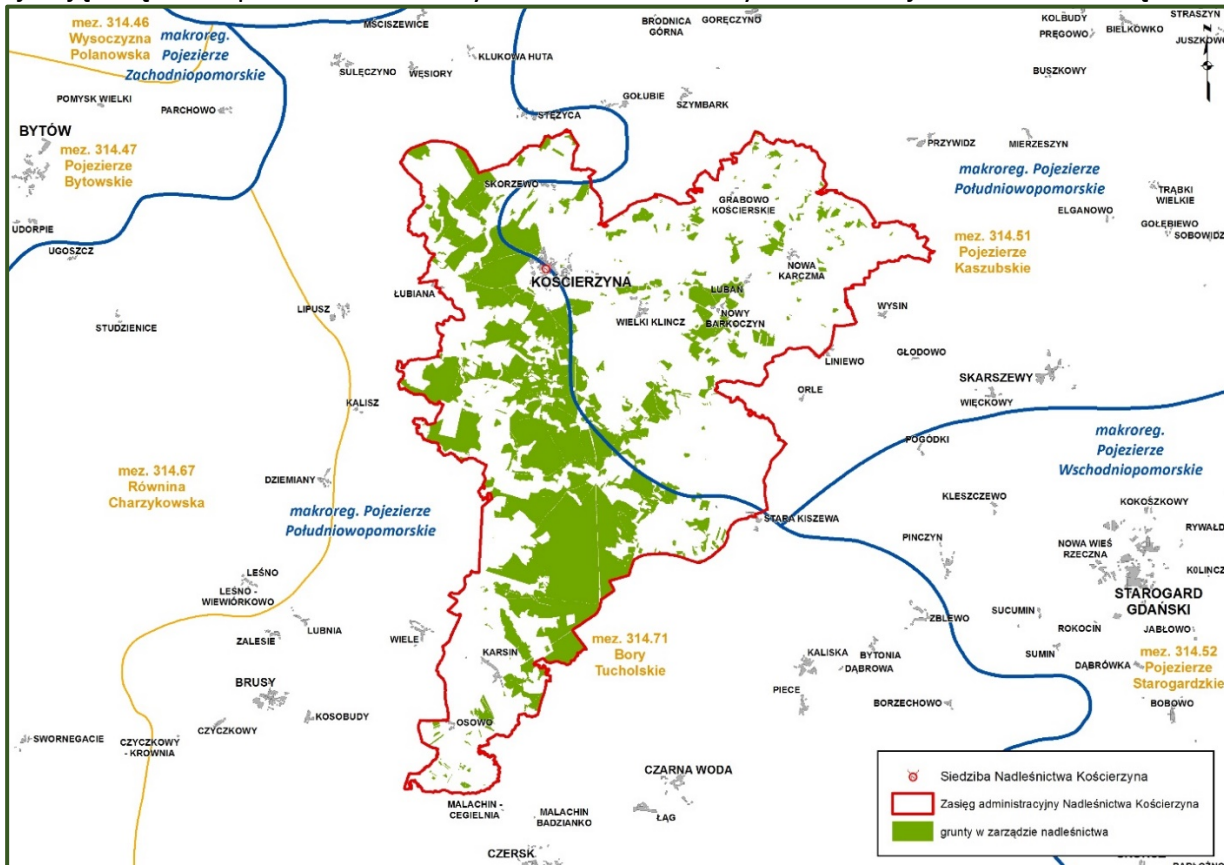 MŚCISZEWICE
BRODNICA
GÓRNA
GORĘCZYNO
KOLBUDY
PRĘGOWO
BIELKÓWKO
STRASZYN
JUSZKOWO
mez. 314.46
Wysoczyzna
Polanowska
makroreg.
Pojezierze
Zachodniopomorskie
SULĘCZYNO
WĘSIORY
KLUKOWA HUTA
BUSZKOWY
N
POMYSK WIELKI
PARCHOWO
GOŁUBIE
SZYMBARK
STĘŻYCA
BYTÓW
mez. 314.47
Pojezierze
Bytowskie
PRZYWIDZ
MIERZESZYN
makroreg. Pojezierze
Południowopomorskie
SKORZEWO
GRABOWO
KOŚCIERSKIE
TRĄBKI
WIELKIE
ELGANOWO
GOŁĘBIEWO
SOBOWIDZ
UDORPIE
UGOSZCZ
mez. 314.51
Pojezierze
Kaszubskie
NOWA
KARCZMA
KOŚCIERZYNA
ŁUBIANA
LUBAŃ
LIPUSZ
WIELKI KLINCZ
NOWY
BARKOCZYN
WYSIN
STUDZIENICE
LINIEWO
GŁODOWO
SKARSZEWY
ORLE
WIĘCKOWY
KALISZ
POGÓDKI
makroreg.
Pojezierze
Wschodniopomorskie
mez. 314.67
Równina
Charzykowska
DZIEMIANY
makroreg. Pojezierze
Południowopomorskie
KLESZCZEWO
KOKOSZKOWY
STARA KISZEWA
PINCZYN
NOWA WIEŚ
RZECZNA
RYWAŁD
KOLINCZ
LEŚNO
LEŚNO -
WIEWIÓRKOWO
STAROGARD
GDAŃSKI
SUCUMIN
ZBLEWO
ROKOCIN
JABŁOWO
LUBNIA
ZALESIE
WIELE
mez. 314.71
Bory
Tucholskie
KARSIN
KALISKA
BYTONIA
DĄBROWA
SUMIN
DĄBRÓWKA
mez. 314.52
Pojezierze
Starogardzkie
BRUSY
PIECE
BORZECHOWO
BOBOWO
KOSOBUDY
CZYCZKOWY
OSOWO
SWORNEGACIE
CZYCZKOWY
- KROWNIA
CZARNA WODA
MALACHIN -
CEGIELNIA
MALACHIN
BADZIANKO
ŁĄG
CZERSK
Siedziba Nadleśnictwa Kościerzyna
Zasięg administracyjny Nadleśnictwa Kościerzyna
grunty w zarządzie nadleśnictwa